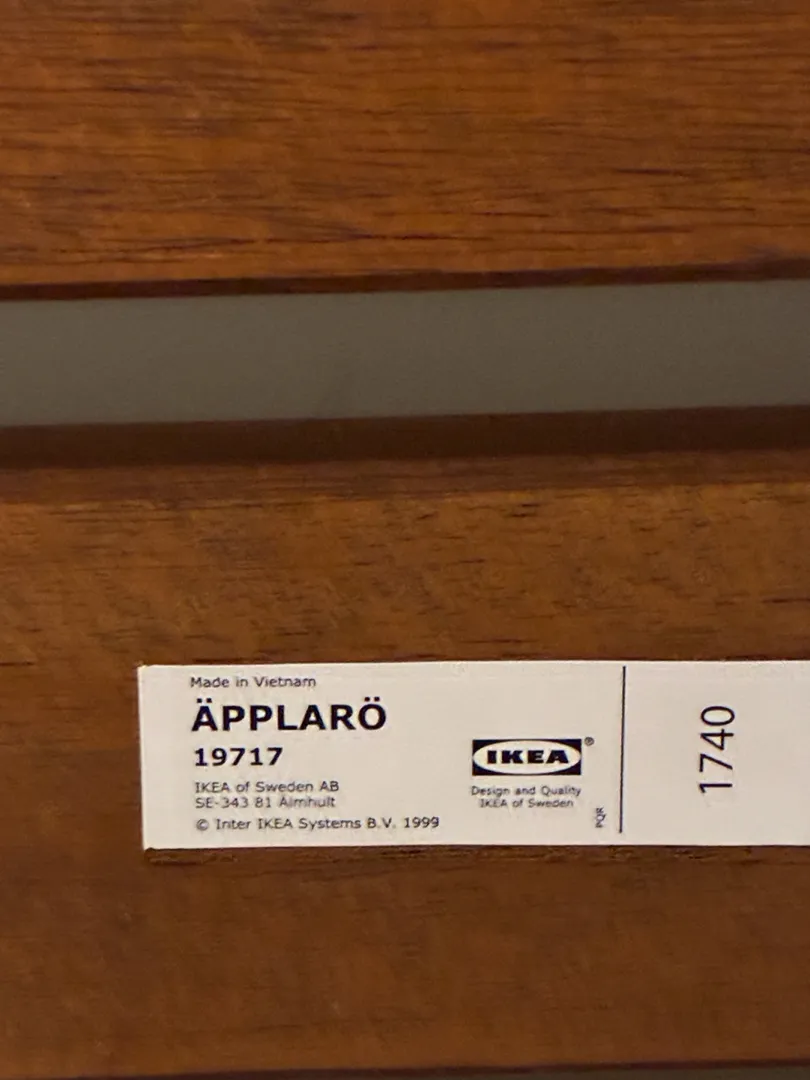 Made in Vietnam
ÄPPLARÖ
19717
IKEA of Sweden AB
SE-343 81 Älmhult
© Inter IKEA Systems B.V. 1999
IKEA®
Design and Quality
IKEA of Sweden
PQR
1740